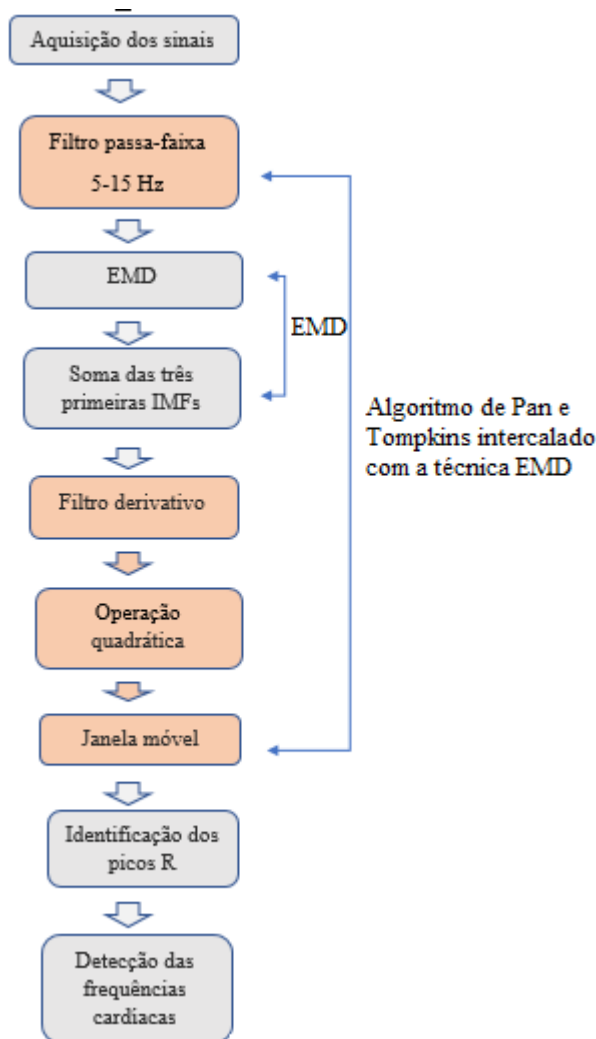 Aquisição dos sinais
Filtro passa-faixa
5-15 Hz
EMD
EMD
Soma das três
primeiras IMFs
Algoritmo de Pan e
Tompkins intercalado
com a técnica EMD
Filtro derivativo
Operação
quadrática
Janela móvel
Identificação dos
picos R
Detecção das
frequências
cardíacas